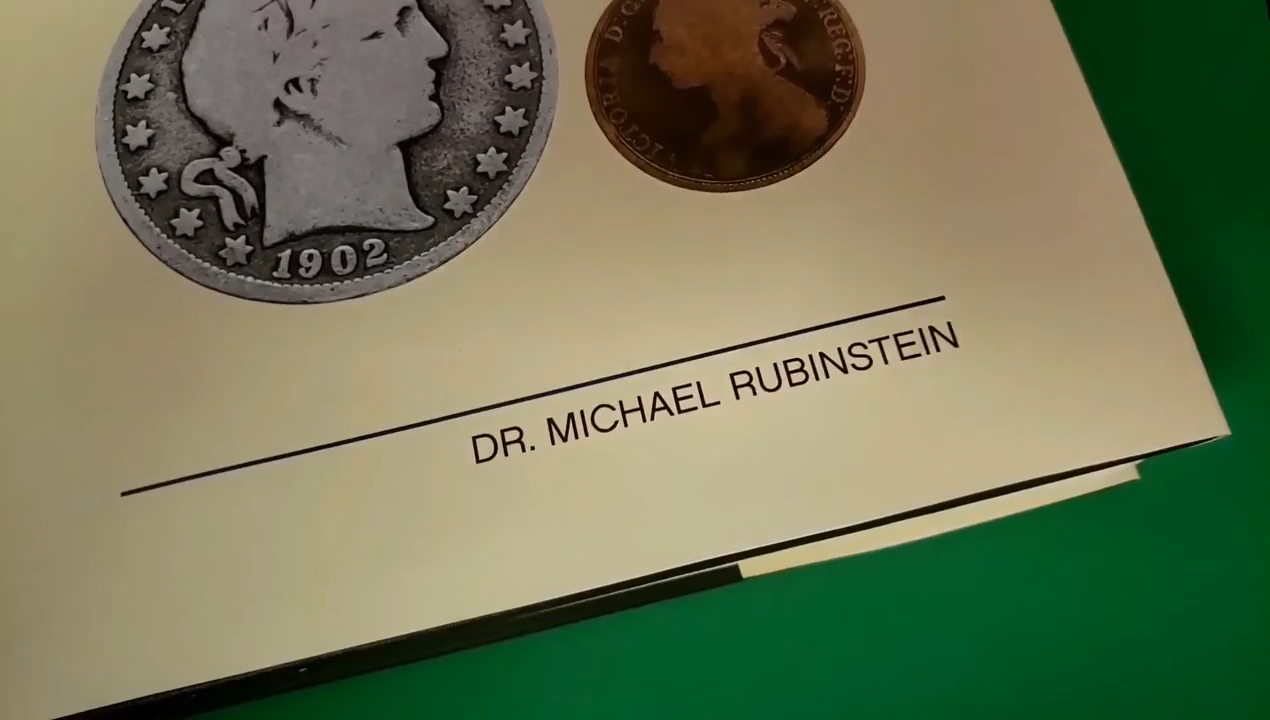 1902
VICTORIA D. G.
REG. F. D.
DR. MICHAEL RUBINSTEIN